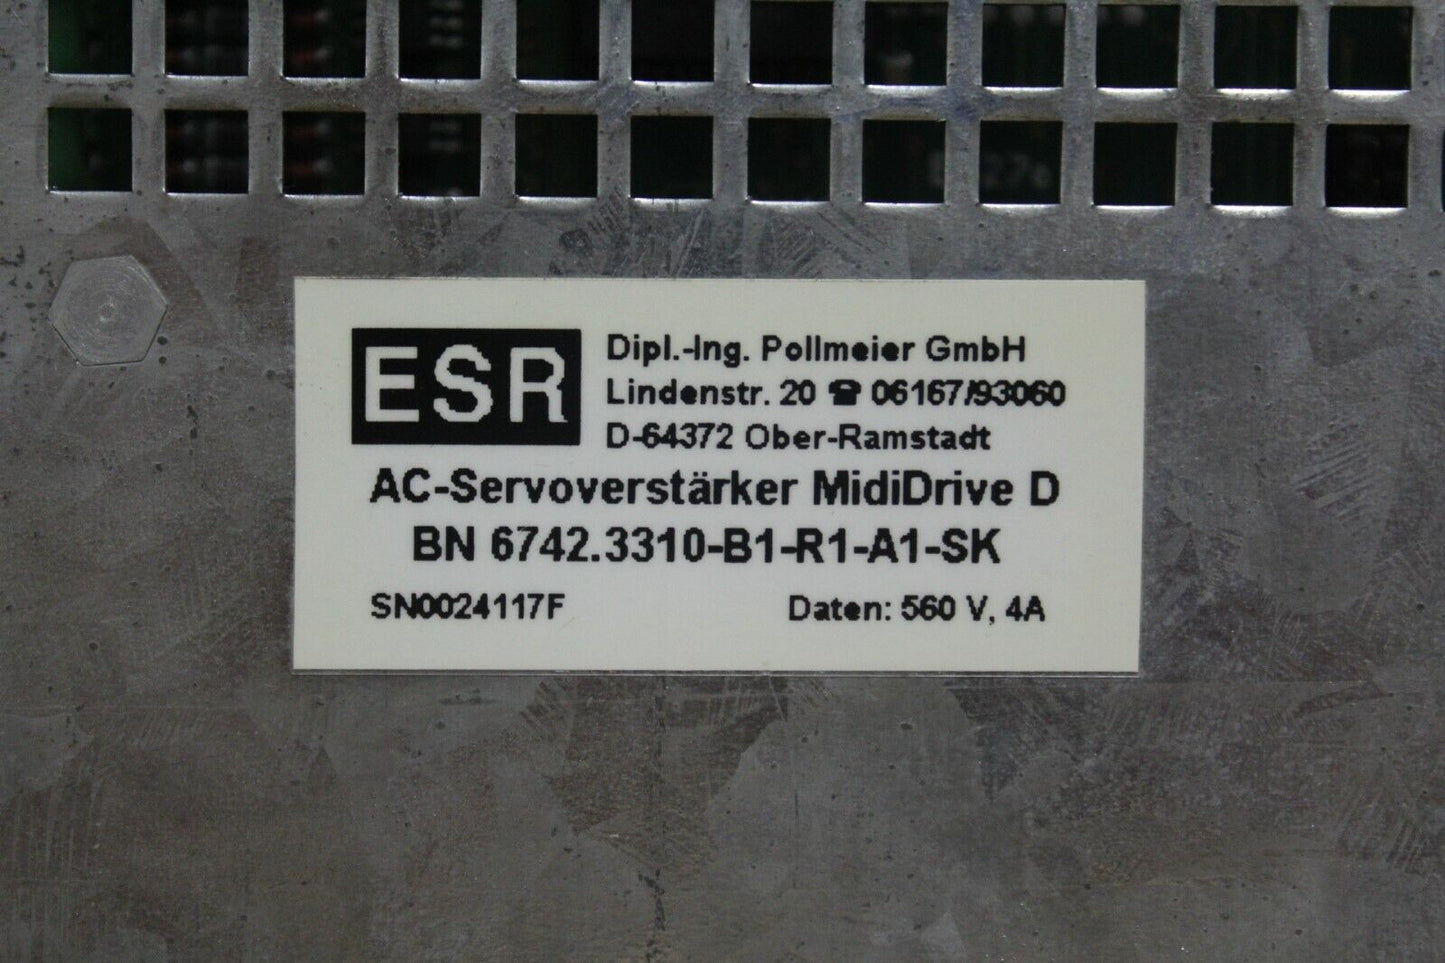 ESR
Dipl.-Ing. Pollmeier GmbH
Lindenstr. 20 ☎ 06167/93060
D-64372 Ober-Ramstadt
AC-Servoverstärker MidiDrive D
BN 6742.3310-B1-R1-A1-SK
SN0024117F Daten: 560 V, 4A